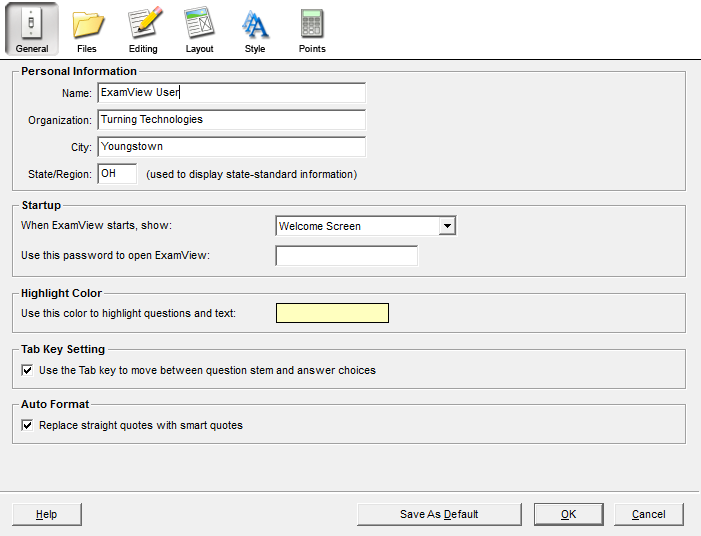 General Files Editing Layout Style Points
Personal Information
Name: ExamView User
Organization: Turning Technologies
City: Youngstown
State/Region: OH (used to display state-standard information)
Startup
When ExamView starts, show: Welcome Screen
Use this password to open ExamView:
Highlight Color
Use this color to highlight questions and text:
Tab Key Setting
Use the Tab key to move between question stem and answer choices
Auto Format
Replace straight quotes with smart quotes
Help Save As Default OK Cancel